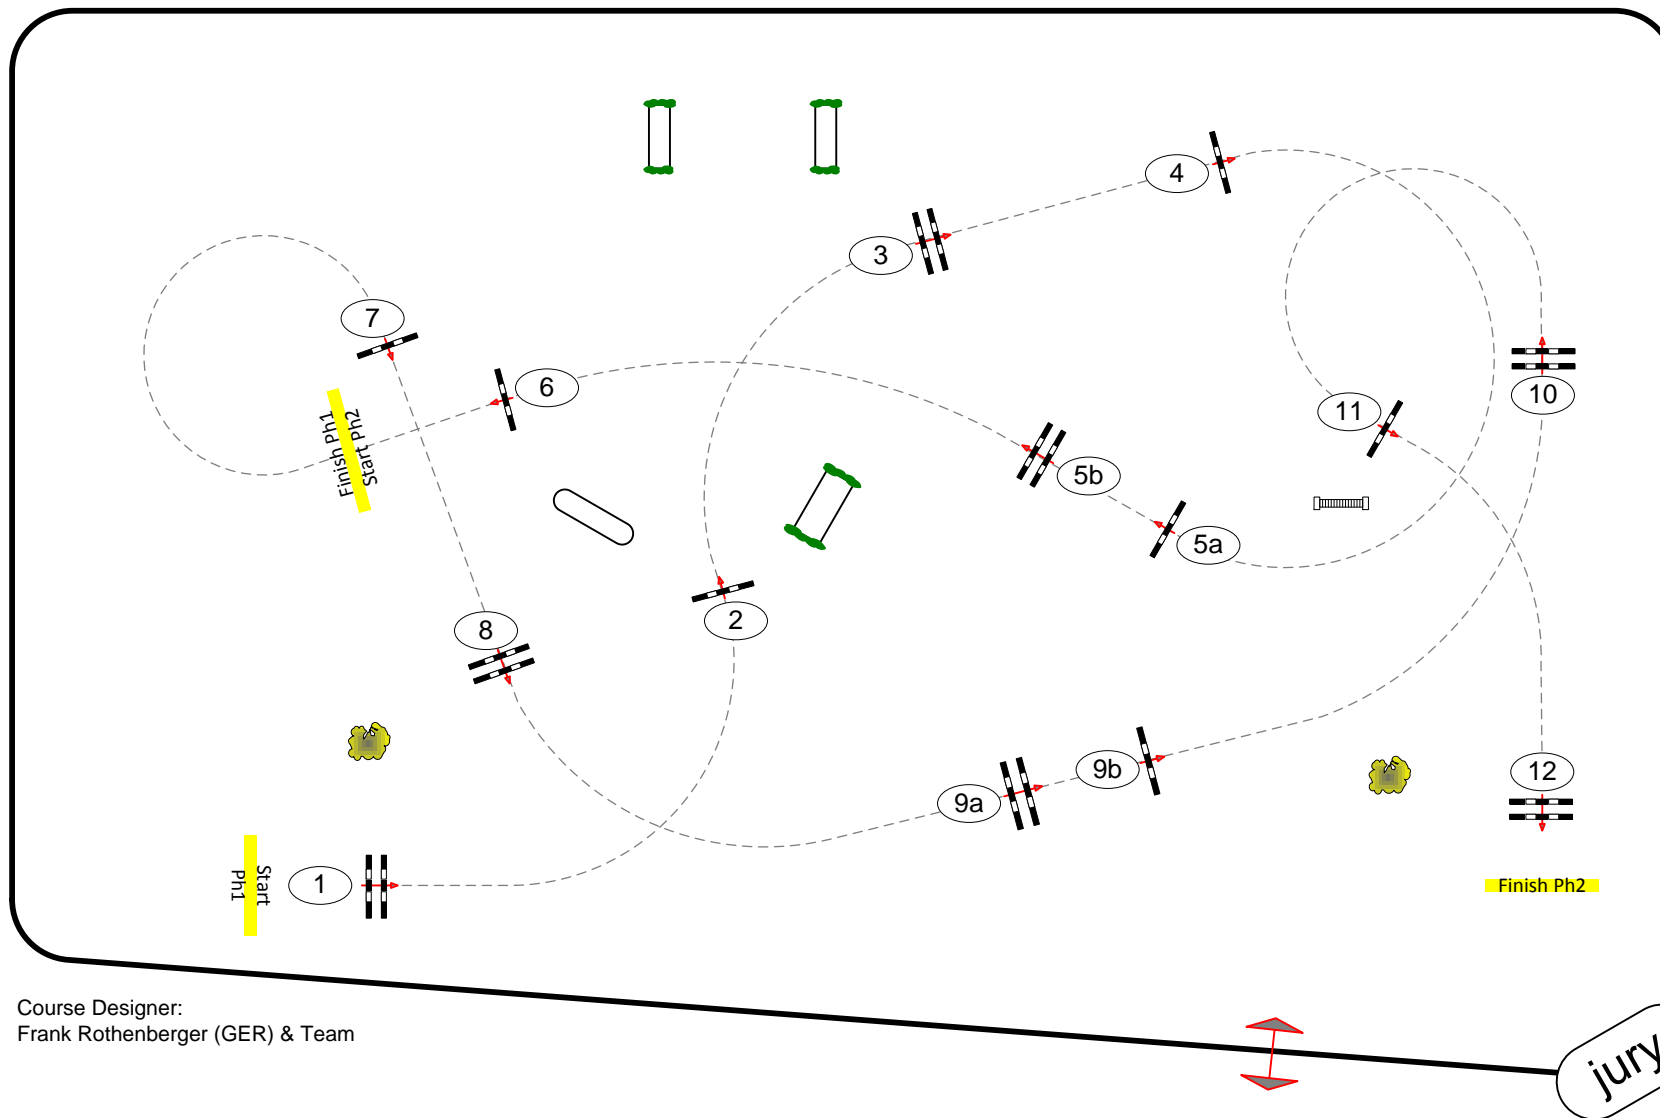 4
3
7
6
10
11
Finish Ph1
Start Ph2
5b
5a
2
8
9b
12
9a
1
Start
Ph1
Finish Ph2
Course Designer:
Frank Rothenberger (GER) & Team
jury